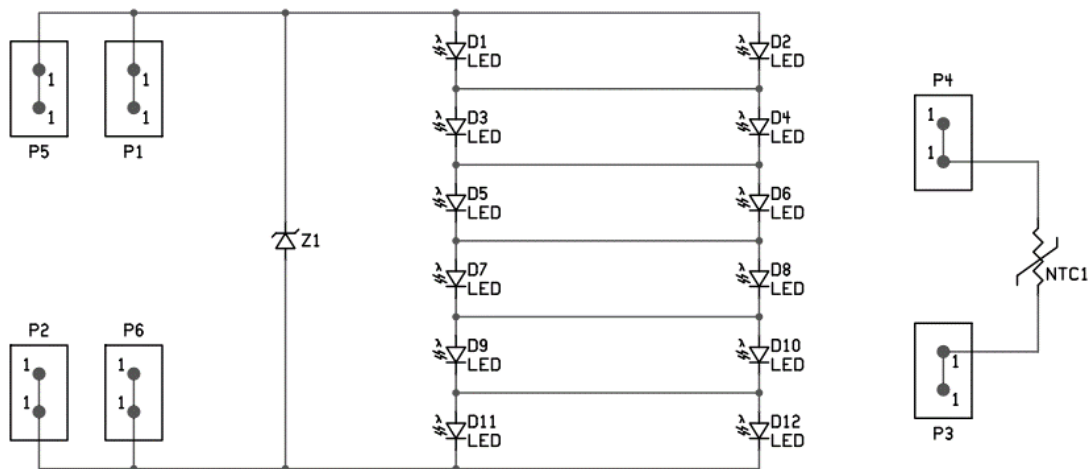 D1
LED
D2
LED
1
1
P5
1
1
P1
P4
1
1
D3
LED
D4
LED
D5
LED
D6
LED
Z1
D7
LED
D8
LED
NTC1
P2
1
1
P6
1
1
D9
LED
D10
LED
1
1
P3
D11
LED
D12
LED